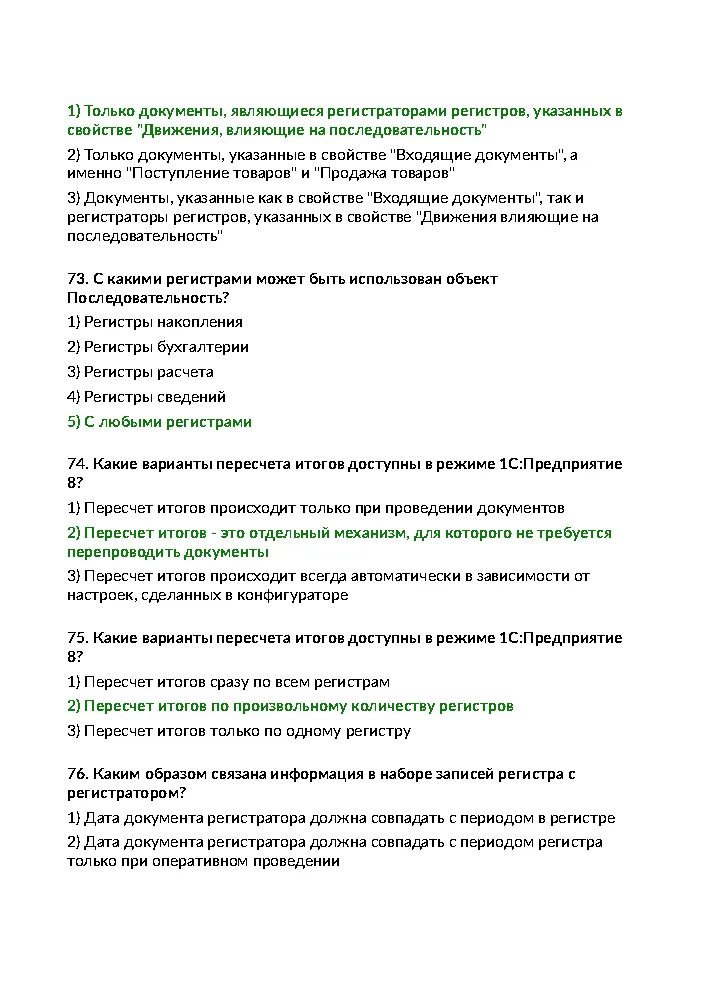 1) Только документы, являющиеся регистраторами регистров, указанных в
свойстве "Движения, влияющие на последовательность"
2) Только документы, указанные в свойстве "Входящие документы", а
именно "Поступление товаров" и "Продажа товаров"
3) Документы, указанные как в свойстве "Входящие документы", так и
регистраторы регистров, указанных в свойстве "Движения влияющие на
последовательность"
73. С какими регистрами может быть использован объект
Последовательность?
1) Регистры накопления
2) Регистры бухгалтерии
3) Регистры расчета
4) Регистры сведений
5) С любыми регистрами
74. Какие варианты пересчета итогов доступны в режиме 1С:Предприятие
8?
1) Пересчет итогов происходит только при проведении документов
2) Пересчет итогов - это отдельный механизм, для которого не требуется
перепроводить документы
3) Пересчет итогов происходит всегда автоматически в зависимости от
настроек, сделанных в конфигураторе
75. Какие варианты пересчета итогов доступны в режиме 1С:Предприятие
8?
1) Пересчет итогов сразу по всем регистрам
2) Пересчет итогов по произвольному количеству регистров
3) Пересчет итогов только по одному регистру
76. Каким образом связана информация в наборе записей регистра с
регистратором?
1) Дата документа регистратора должна совпадать с периодом в регистре
2) Дата документа регистратора должна совпадать с периодом регистра
только при оперативном проведении